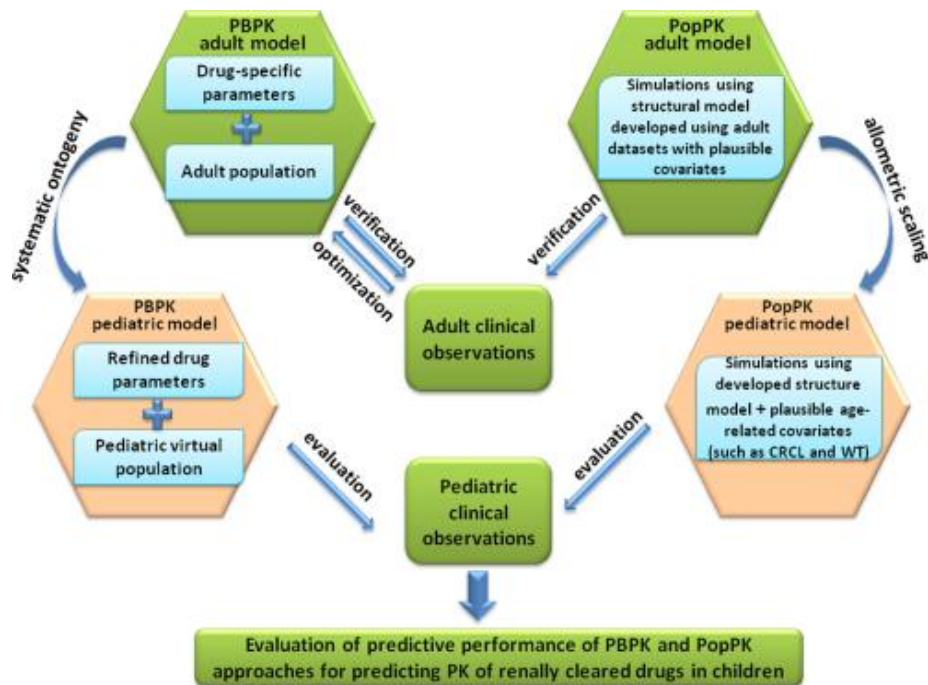 PBPK
adult model
Drug-specific
parameters
Adult population
PopPK
adult model
Simulations using
structural model
developed using adult
datasets with plausible
covariates
systematic ontogeny
verification
optimization
verification
allometric scaling
Adult clinical
observations
PBPK
pediatric model
Refined drug
parameters
Pediatric virtual
population
PopPK
pediatric model
Simulations using
developed structure
model + plausible age-
related covariates
(such as CRCL and WT)
evaluation
evaluation
Pediatric
clinical
observations
Evaluation of predictive performance of PBPK and PopPK
approaches for predicting PK of renally cleared drugs in children